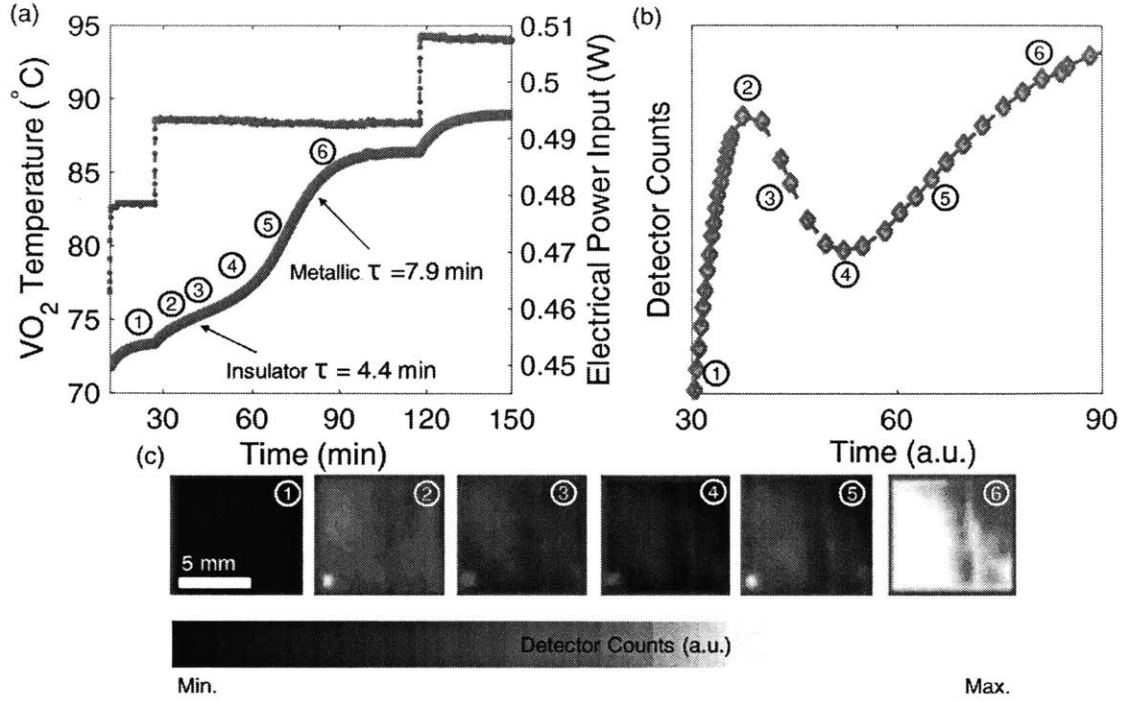 (a)
95
90
85
80
75
70
VO₂ Temperature (°C)
0.51
0.5
0.49
0.48
0.47
0.46
0.45
Electrical Power Input (W)
1
2
3
4
5
6
Metallic τ =7.9 min
Insulator τ = 4.4 min
30
60
90
120
150
Time (min)
(b)
Detector Counts
1
2
3
4
5
6
30
60
90
Time (a.u.)
(c)
1
2
3
4
5
6
5 mm
Detector Counts (a.u.)
Min.
Max.